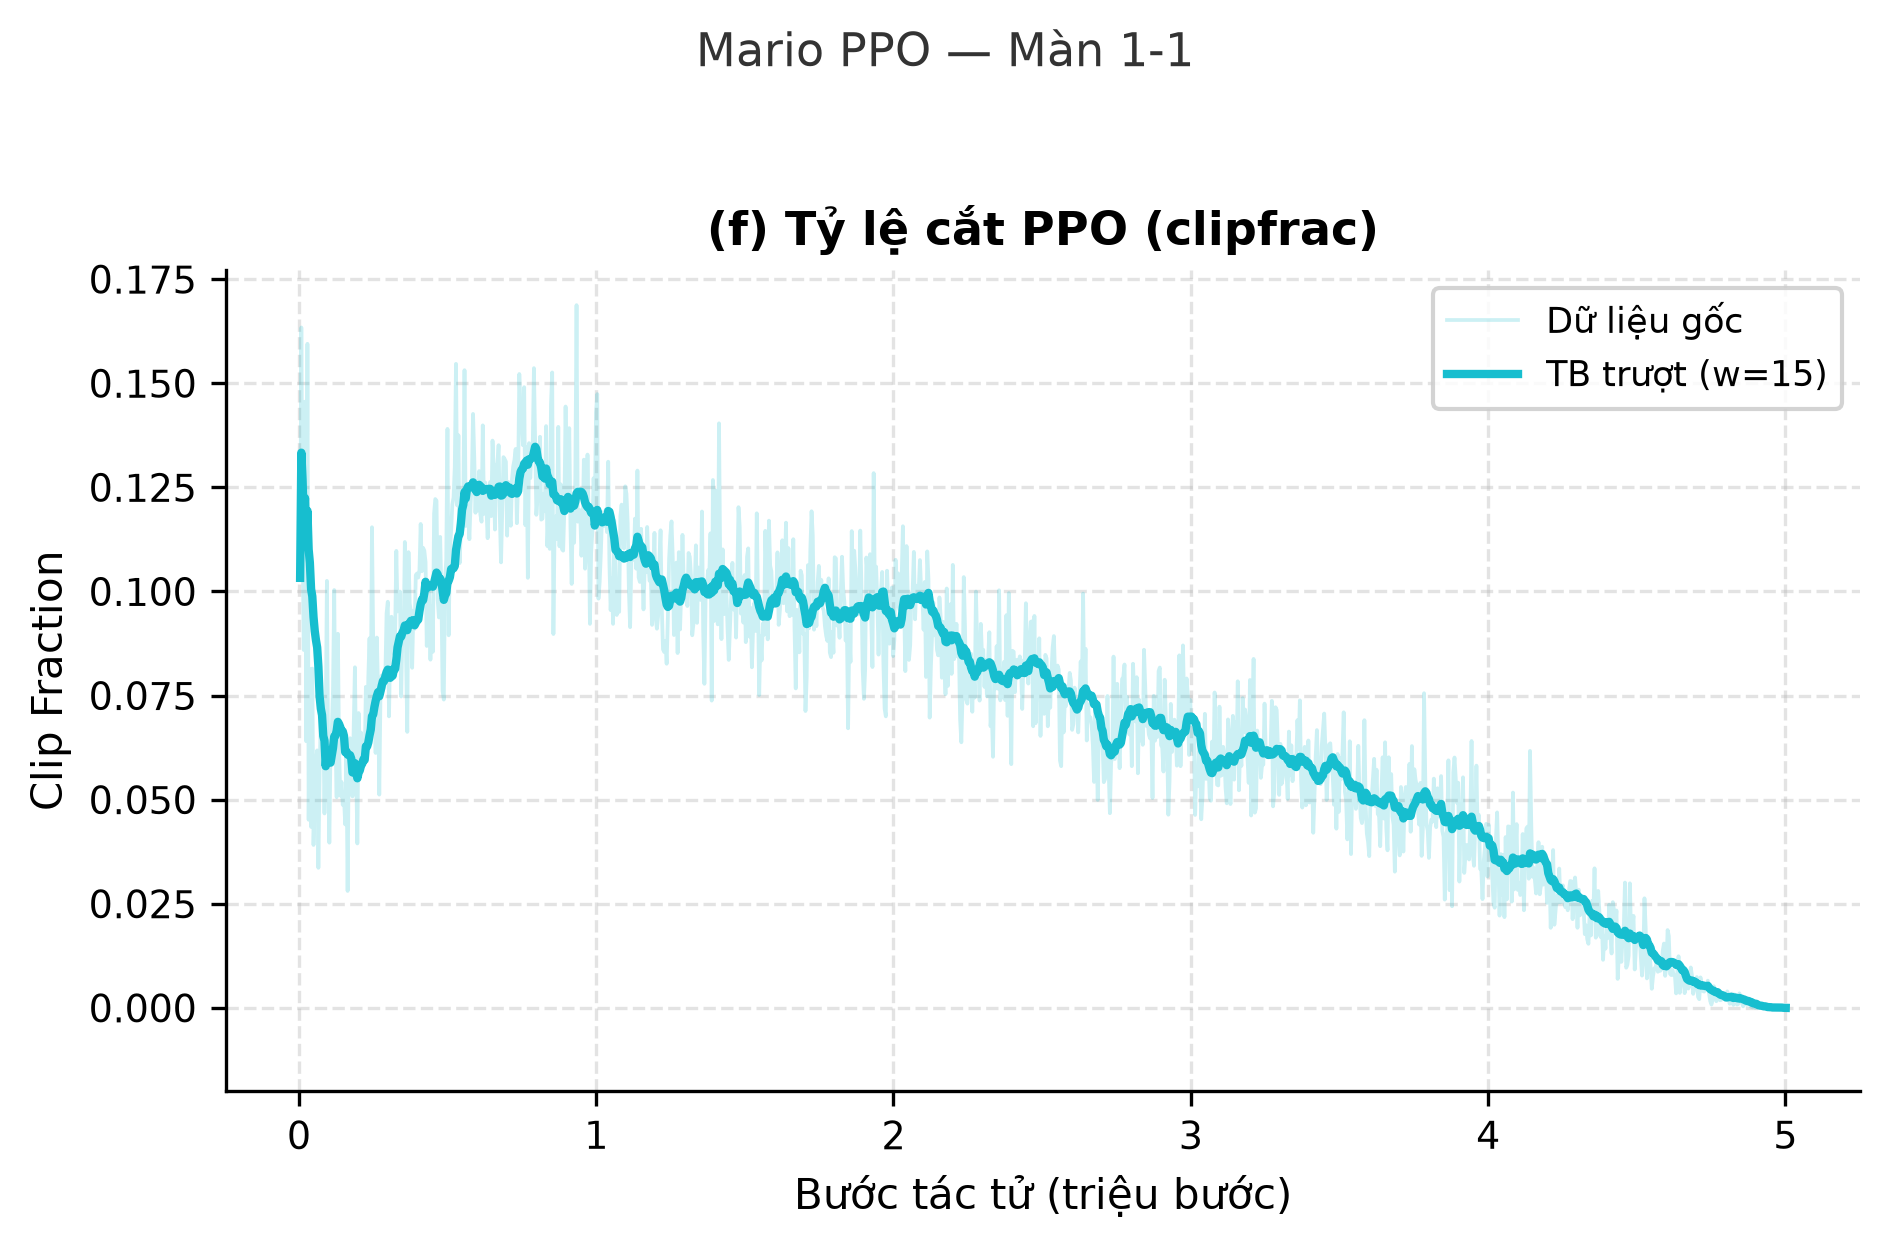 Mario PPO — Màn 1-1
(f) Tỷ lệ cắt PPO (clipfrac)
Dữ liệu gốc
TB trượt (w=15)
Clip Fraction
0.175
0.150
0.125
0.100
0.075
0.050
0.025
0.000
0 1 2 3 4 5
Bước tác tử (triệu bước)